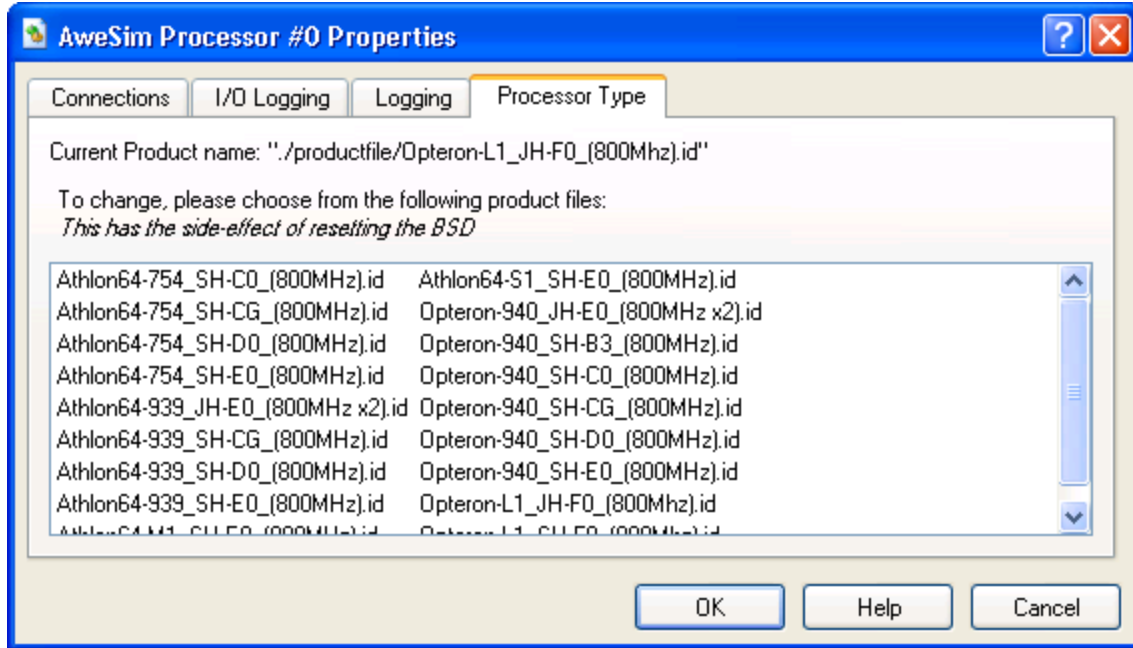 AweSim Processor #0 Properties
Connections I/O Logging Logging Processor Type
Current Product name: "./productfile/Opteron-L1_JH-F0_(800Mhz).id"
To change, please choose from the following product files:
This has the side-effect of resetting the BSD
Athlon64-754_SH-C0_(800MHz).id Athlon64-S1_SH-E0_(800MHz).id
Athlon64-754_SH-CG_(800MHz).id Opteron-940_JH-E0_(800MHz x2).id
Athlon64-754_SH-D0_(800MHz).id Opteron-940_SH-B3_(800MHz).id
Athlon64-754_SH-E0_(800MHz).id Opteron-940_SH-C0_(800MHz).id
Athlon64-939_JH-E0_(800MHz x2).id Opteron-940_SH-CG_(800MHz).id
Athlon64-939_SH-CG_(800MHz).id Opteron-940_SH-D0_(800MHz).id
Athlon64-939_SH-D0_(800MHz).id Opteron-940_SH-E0_(800MHz).id
Athlon64-939_SH-E0_(800MHz).id Opteron-L1_JH-F0_(800Mhz).id
OK Help Cancel